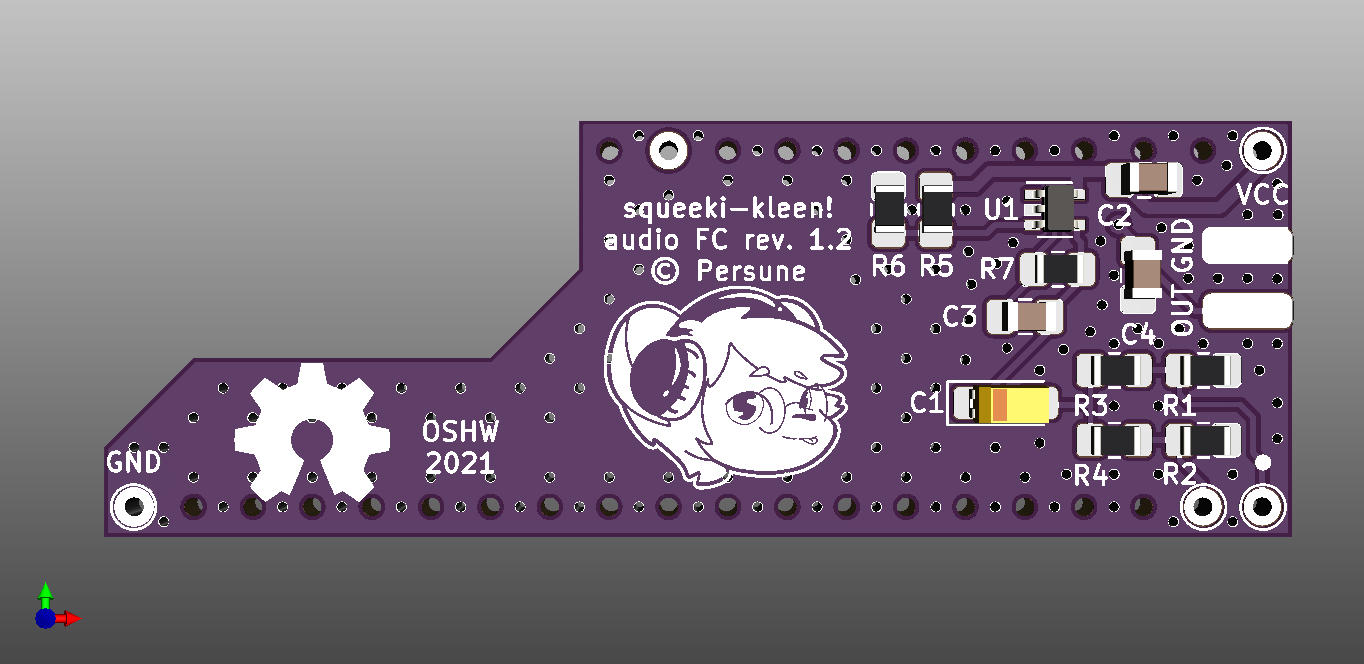 squeeki-kleen!
audio FC rev. 1.2
© Persune
R6
R5
U1
C2
VCC
R7
C3
OUT GND
C4
C1
R3
R1
R4
R2
GND
OSHW
2021